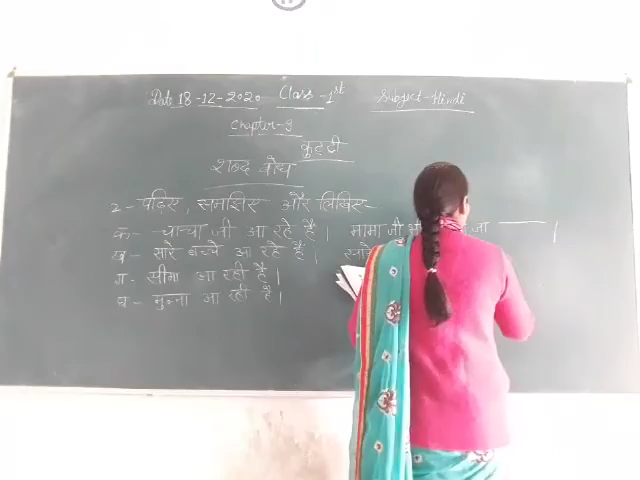 Date 18-12-2020 Class-1st Subject-Hindi
Chapter-9
कुट्टी
शब्द बोध
2- पढ़िए, समझिए और लिखिए-
क- चाचा जी आ रहे हैं। मामा जी जा ———।
ख- सारे बच्चे आ रहे हैं।
ग- सीमा आ रही है।
घ- मुन्ना आ रही है।